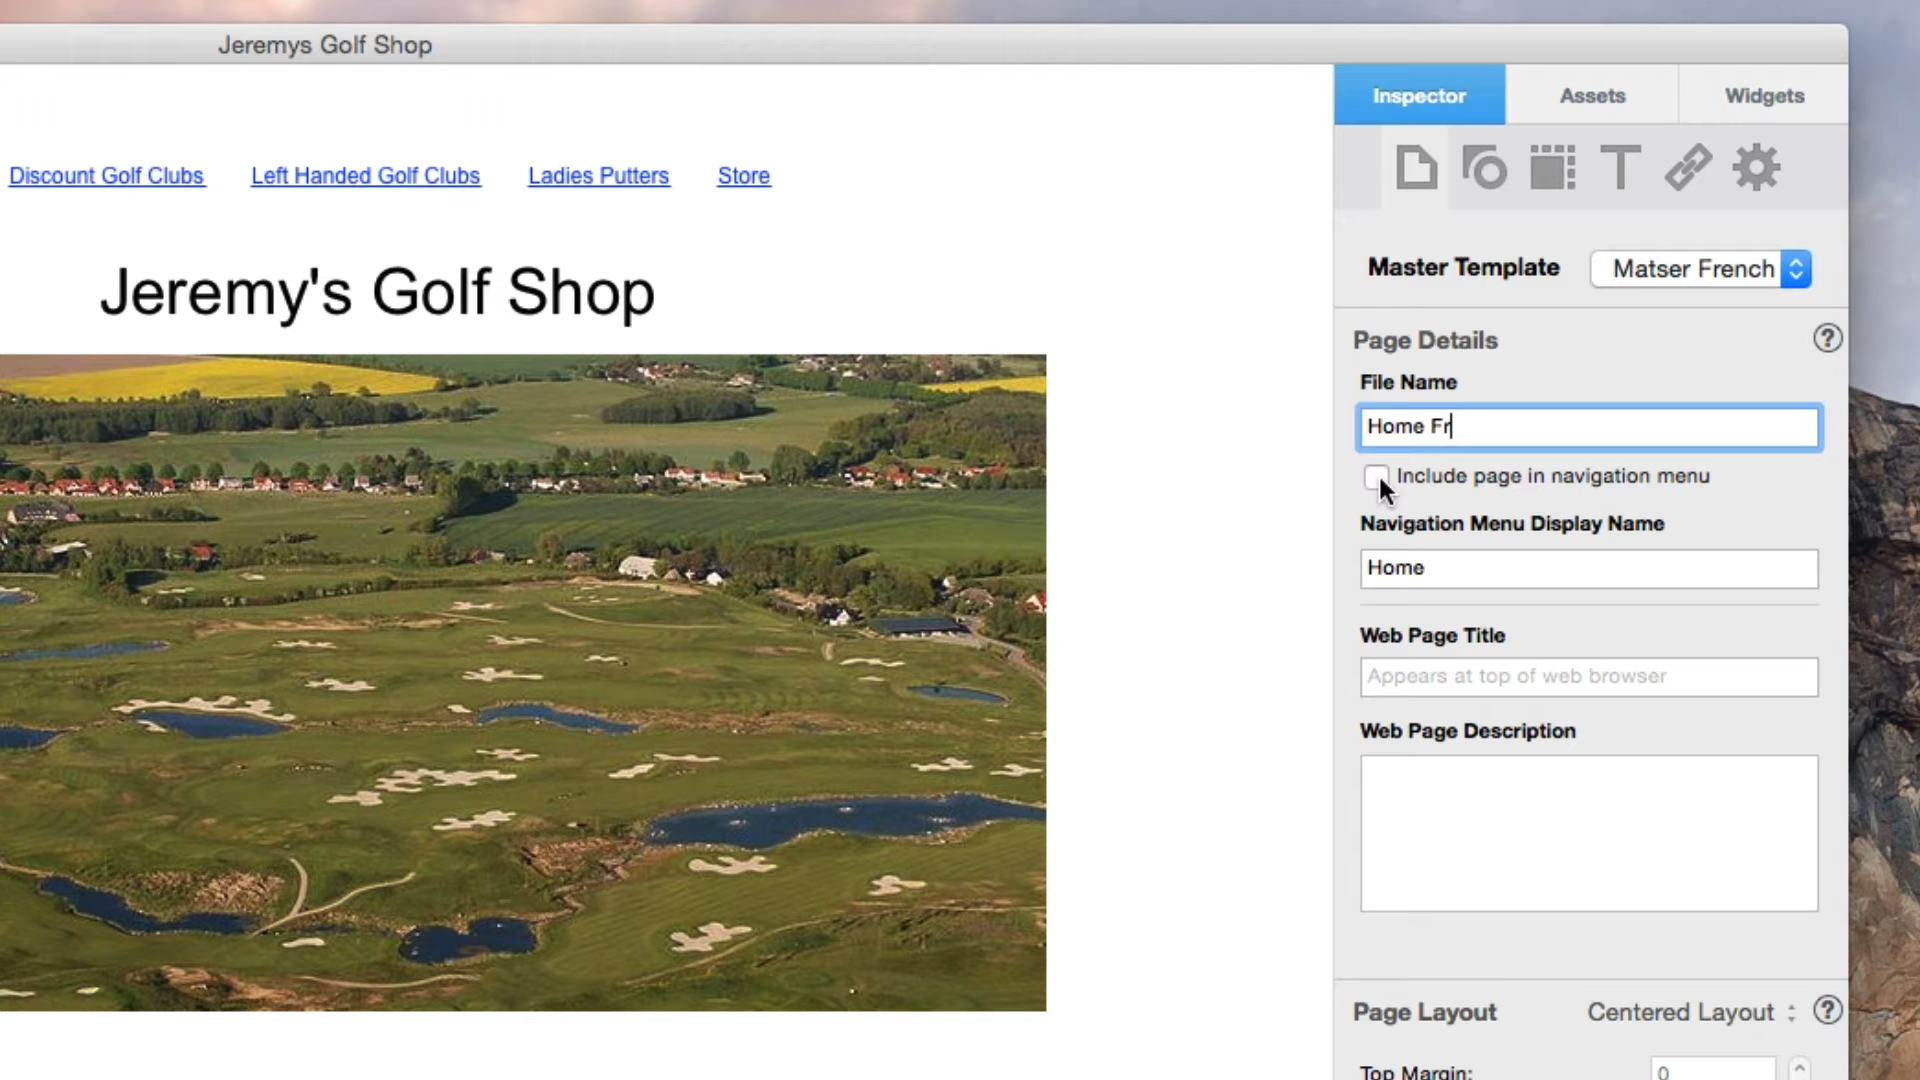 Jeremys Golf Shop
Inspector
Assets
Widgets
Discount Golf Clubs
Left Handed Golf Clubs
Ladies Putters
Store
Jeremy's Golf Shop
Master Template
Matser French
Page Details
File Name
Home Fr
Include page in navigation menu
Navigation Menu Display Name
Home
Web Page Title
Appears at top of web browser
Web Page Description
Page Layout
Centered Layout
Top Margin:
0